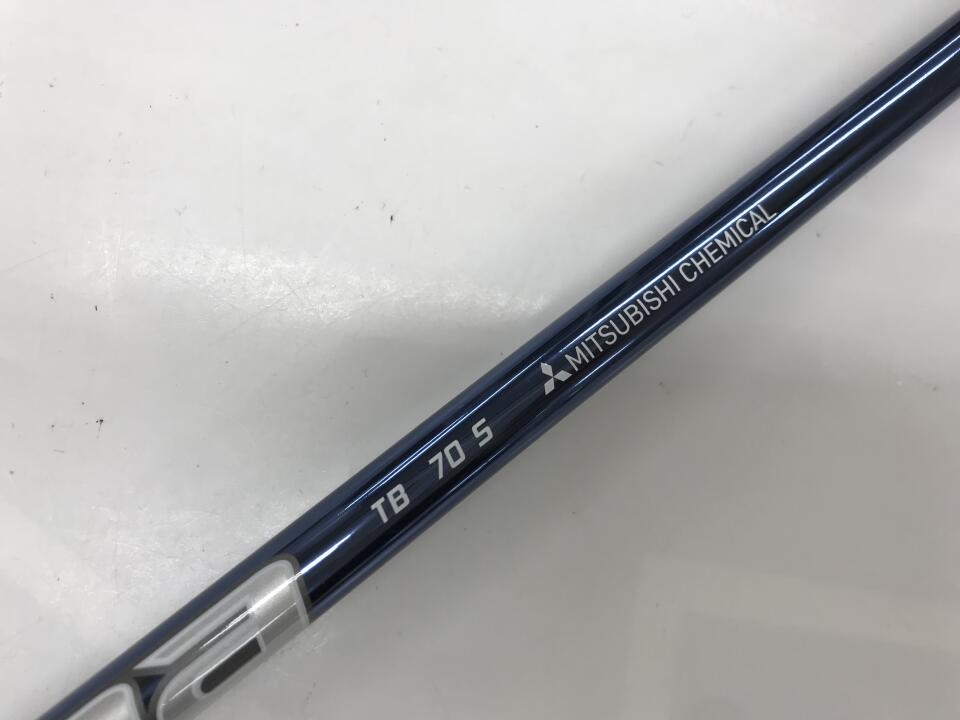 TB 70 S MITSUBISHI CHEMICAL